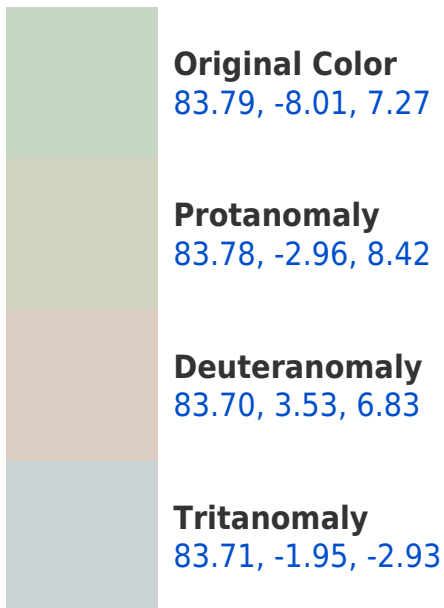 Original Color
83.79, -8.01, 7.27
Protanomaly
83.78, -2.96, 8.42
Deuteranomaly
83.70, 3.53, 6.83
Tritanomaly
83.71, -1.95, -2.93